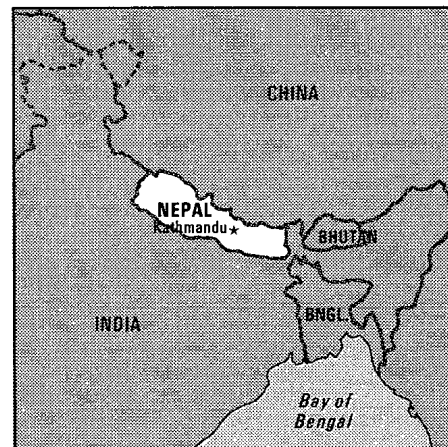 CHINA
NEPAL
Kathmandu
BHUTAN
INDIA
BNGL.
Bay of
Bengal